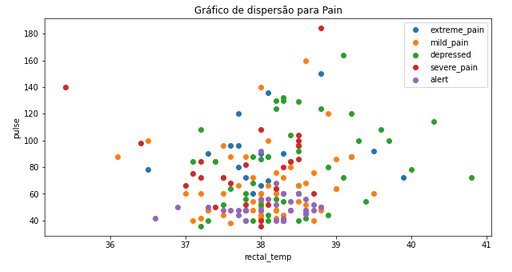 Gráfico de dispersão para Pain
180
160
140
120
100
80
60
40
pulse
extreme_pain
mild_pain
depressed
severe_pain
alert
36
37
38
39
40
41
rectal_temp